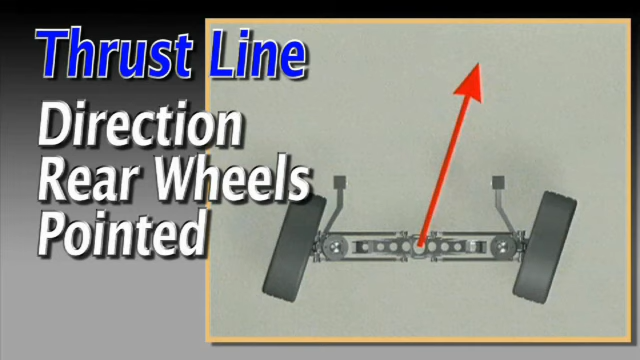 Thrust Line
Direction
Rear Wheels
Pointed